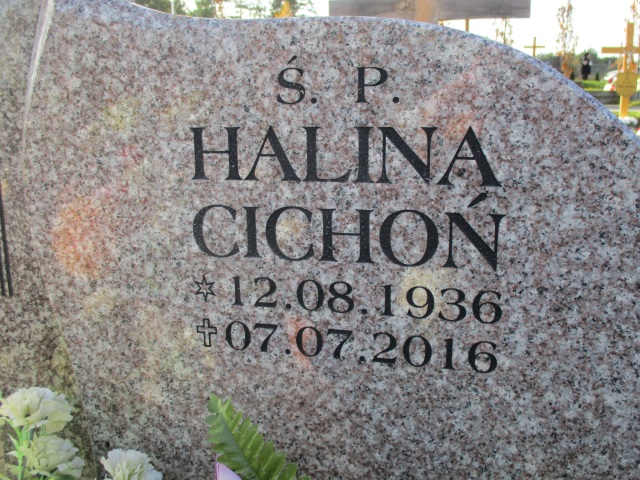 Ś. P.
HALINA
CICHOŃ
12.08.1936
07.07.2016